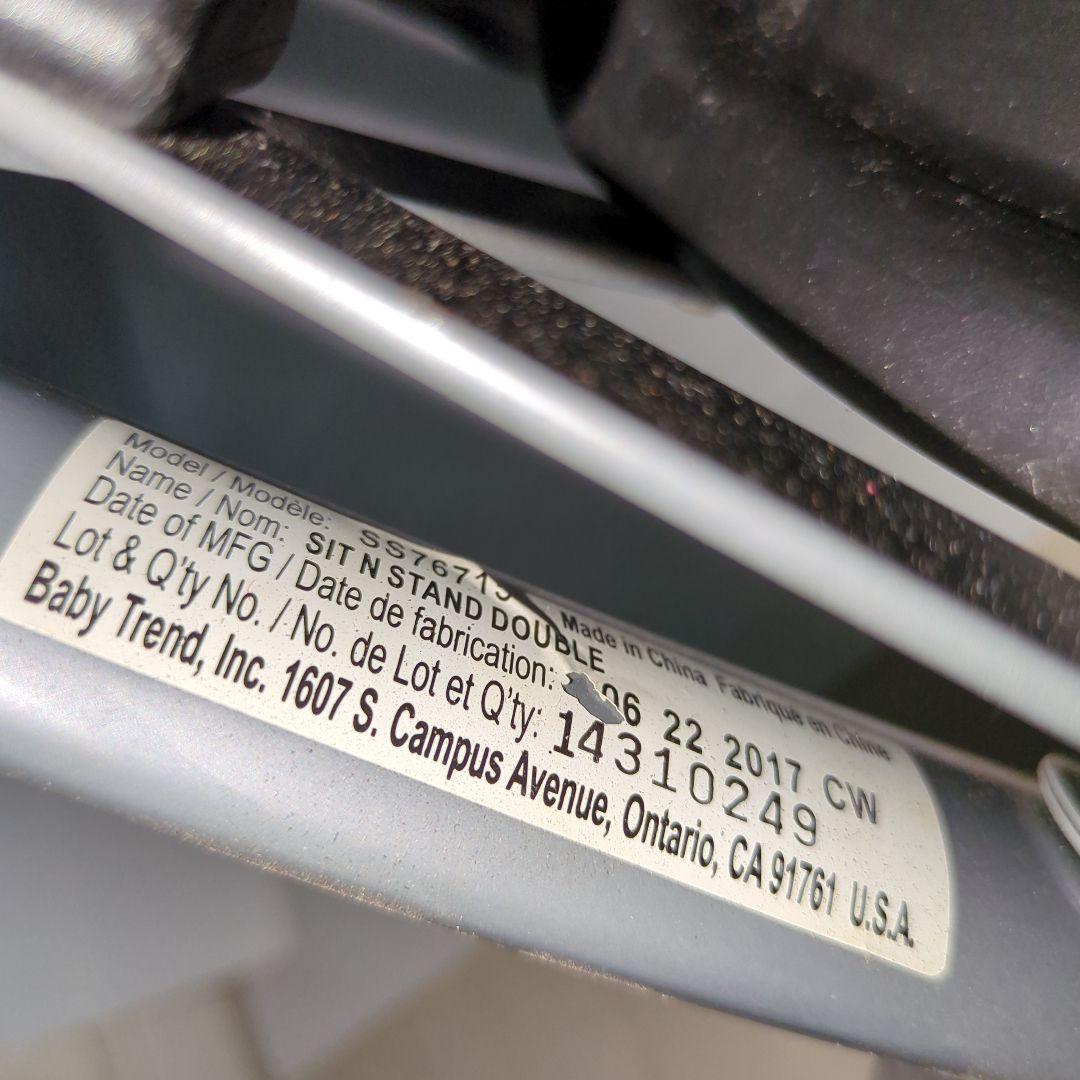 Model / Modèle: Made in China Fabriqué en Chine
Name / Nom: SIT N STAND DOUBLE
Date of MFG / Date de fabrication: 06 22 2017 CW
Lot & Q'ty No. / No. de Lot et Q'ty: 14310249
Baby Trend, Inc. 1607 S. Campus Avenue, Ontario, CA 91761 U.S.A.